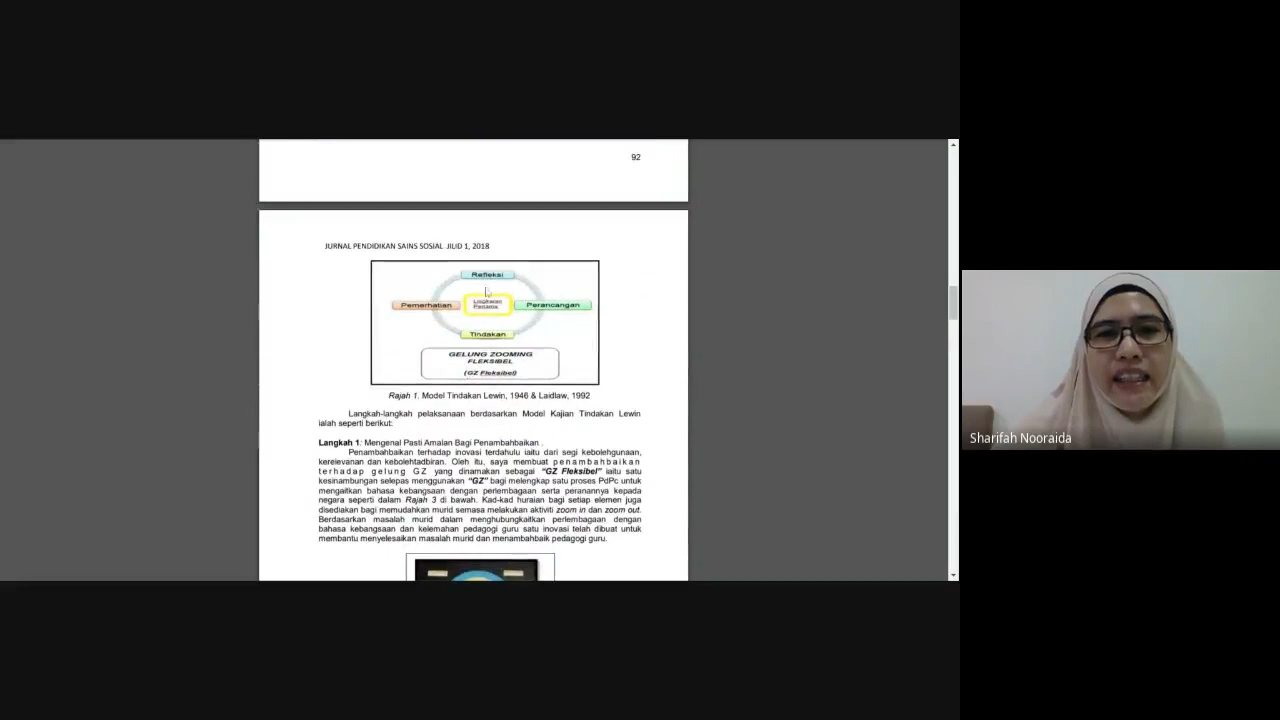 92
JURNAL PENDIDIKAN SAINS SOSIAL JILID 1, 2018
Refleksi
Pemerhatian
Lingkaran
Pertama
Perancangan
Tindakan
GELUNG ZOOMING
FLEKSIBEL
(GZ Fleksibel)
Rajah 1. Model Tindakan Lewin, 1946 & Laidlaw, 1992
Langkah-langkah pelaksanaan berdasarkan Model Kajian Tindakan Lewin
ialah seperti berikut:
Langkah 1: Mengenal Pasti Amalan Bagi Penambahbaikan .
Penambahbaikan terhadap inovasi terdahulu iaitu dari segi kebolehgunaan,
kerelevanan dan kebolehtadbiran. Oleh itu, saya membuat penambahbaikan
terhadap gelung GZ yang dinamakan sebagai “GZ Fleksibel” iaitu satu
kesinambungan selepas menggunakan “GZ” bagi melengkap satu proses PdPc untuk
mengaitkan bahasa kebangsaan dengan perlembagaan serta peranannya kepada
negara seperti dalam Rajah 3 di bawah. Kad-kad huraian bagi setiap elemen juga
disediakan bagi memudahkan murid semasa melakukan aktiviti zoom in dan zoom out.
Berdasarkan masalah murid dalam menghubungkaitkan perlembagaan dengan
bahasa kebangsaan dan kelemahan pedagogi guru satu inovasi telah dibuat untuk
membantu menyelesaikan masalah murid dan menambahbaik pedagogi guru.
Sharifah Nooraida